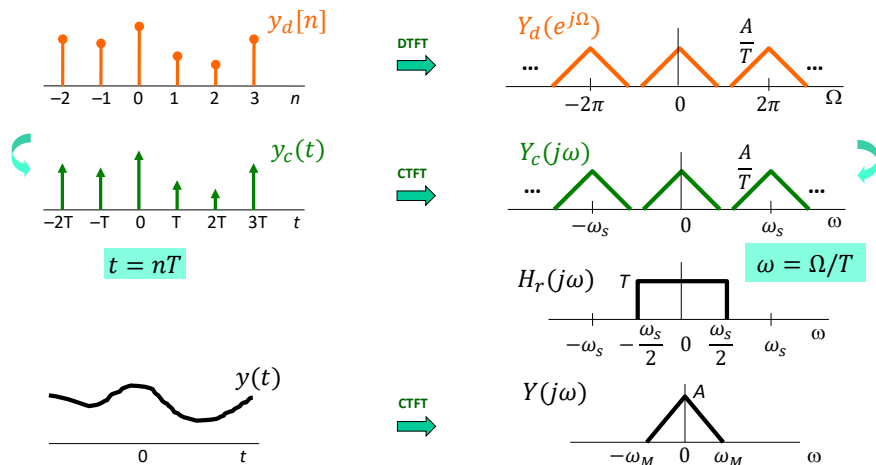 y_d[n]
–2 –1 0 1 2 3 n
DTFT
Y_d(e^{jΩ})
A/T
... ...
–2π 0 2π Ω
y_c(t)
–2T –T 0 T 2T 3T t
CTFT
Y_c(jω)
A/T
... ...
−ω_s 0 ω_s ω
t = nT
ω = Ω/T
H_r(jω)
T
−ω_s −ω_s/2 0 ω_s/2 ω_s ω
y(t)
0 t
CTFT
Y(jω)
A
−ω_M 0 ω_M ω